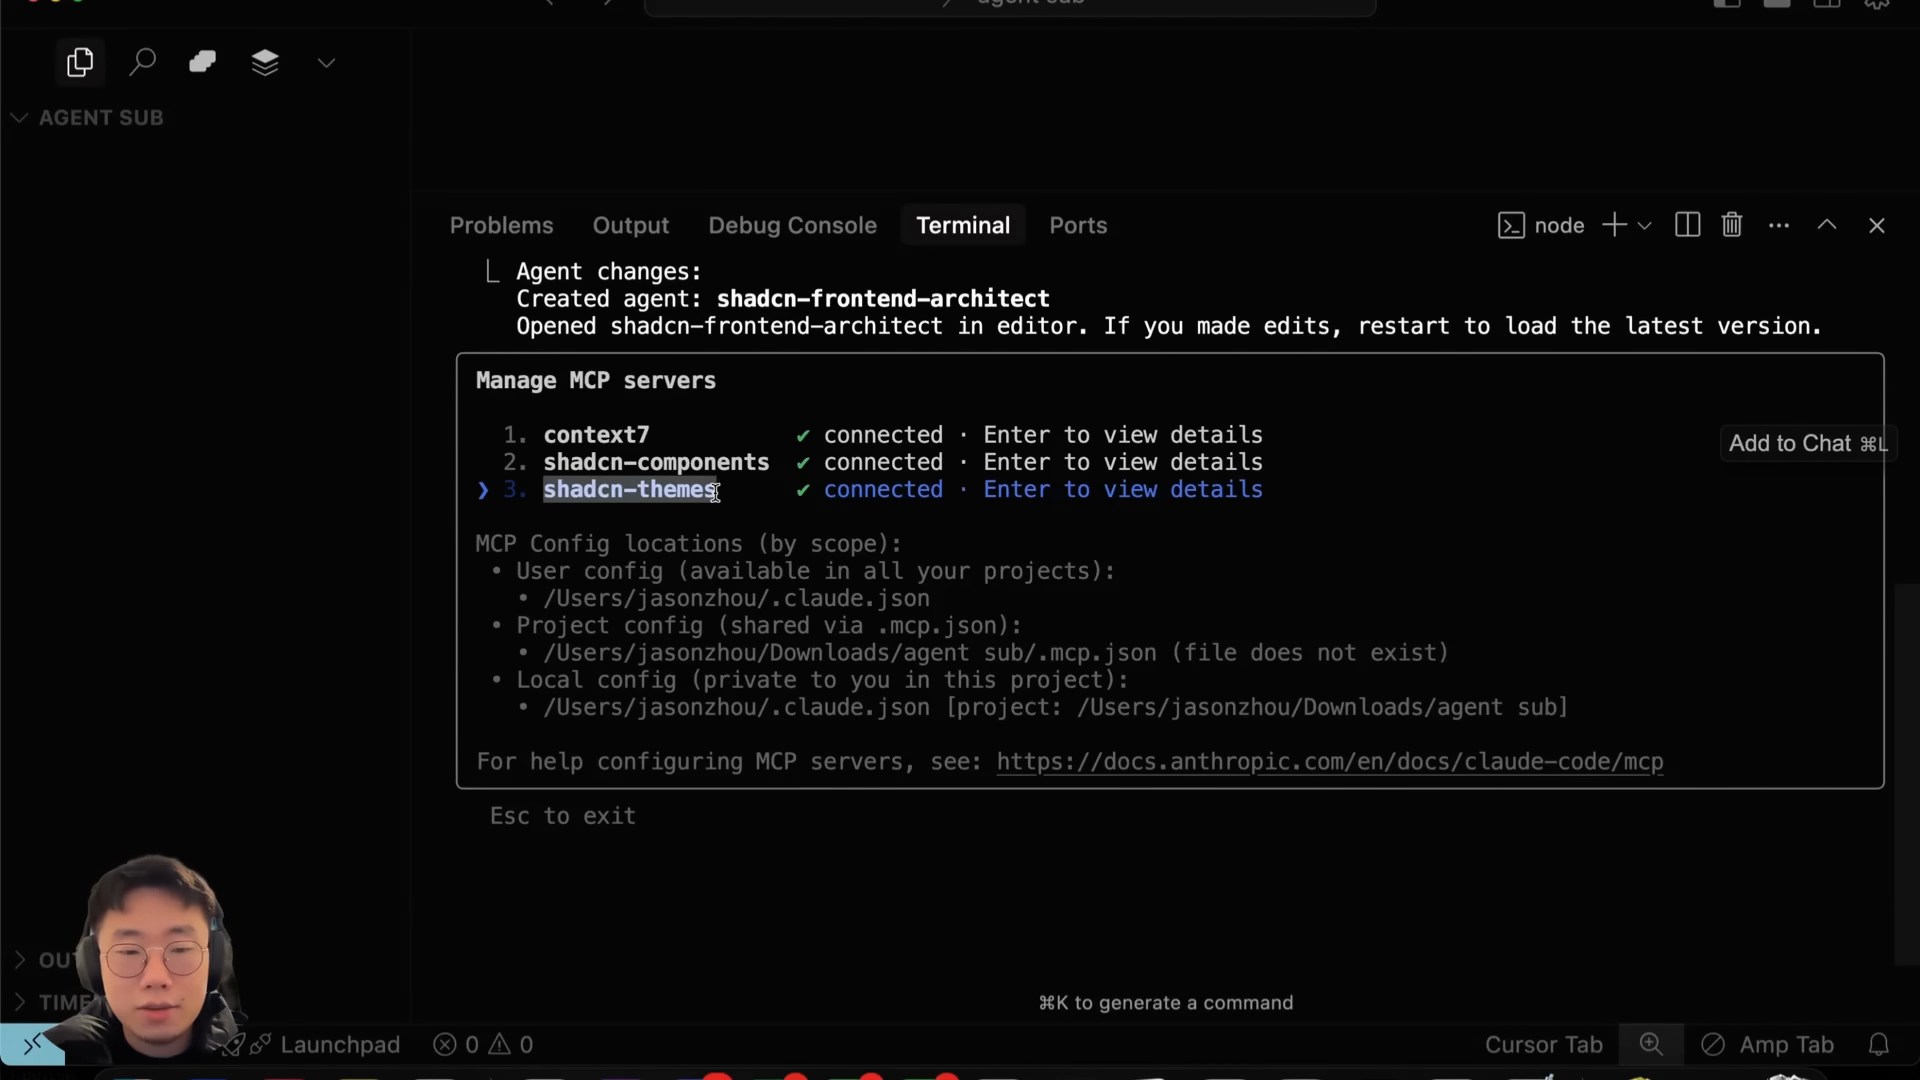 agent sub
AGENT SUB
Problems Output Debug Console Terminal Ports node
⎿ Agent changes:
Created agent: shadcn-frontend-architect
Opened shadcn-frontend-architect in editor. If you made edits, restart to load the latest version.
Manage MCP servers
1. context7 ✔ connected · Enter to view details
Add to Chat ⌘L
2. shadcn-components ✔ connected · Enter to view details
❯ 3. shadcn-themes ✔ connected · Enter to view details
MCP Config locations (by scope):
• User config (available in all your projects):
• /Users/jasonzhou/.claude.json
• Project config (shared via .mcp.json):
• /Users/jasonzhou/Downloads/agent sub/.mcp.json (file does not exist)
• Local config (private to you in this project):
• /Users/jasonzhou/.claude.json [project: /Users/jasonzhou/Downloads/agent sub]
For help configuring MCP servers, see: https://docs.anthropic.com/en/docs/claude-code/mcp
Esc to exit
OU
TIME
⌘K to generate a command
Launchpad 0 0 Cursor Tab Amp Tab